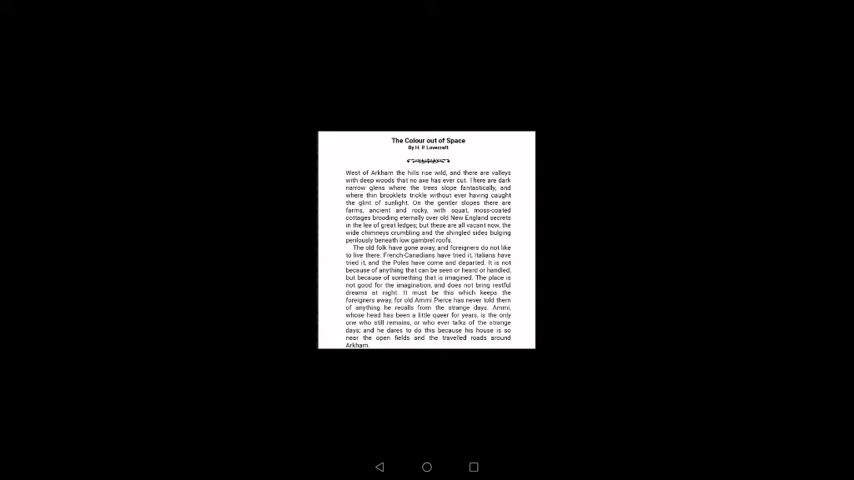 The Colour out of Space
By H. P. Lovecraft
West of Arkham the hills rise wild, and there are valleys
with deep woods that no axe has ever cut. There are dark
narrow glens where the trees slope fantastically, and
where thin brooklets trickle without ever having caught
the glint of sunlight. On the gentler slopes there are
farms, ancient and rocky, with squat, moss-coated
cottages brooding eternally over old New England secrets
in the lee of great ledges; but these are all vacant now, the
wide chimneys crumbling and the shingled sides bulging
perilously beneath low gambrel roofs.
The old folk have gone away, and foreigners do not like
to live there. French-Canadians have tried it, Italians have
tried it, and the Poles have come and departed. It is not
because of anything that can be seen or heard or handled,
but because of something that is imagined. The place is
not good for the imagination, and does not bring restful
dreams at night. It must be this which keeps the
foreigners away, for old Ammi Pierce has never told them
of anything he recalls from the strange days. Ammi,
whose head has been a little queer for years, is the only
one who still remains, or who ever talks of the strange
days; and he dares to do this because his house is so
near the open fields and the travelled roads around
Arkham.